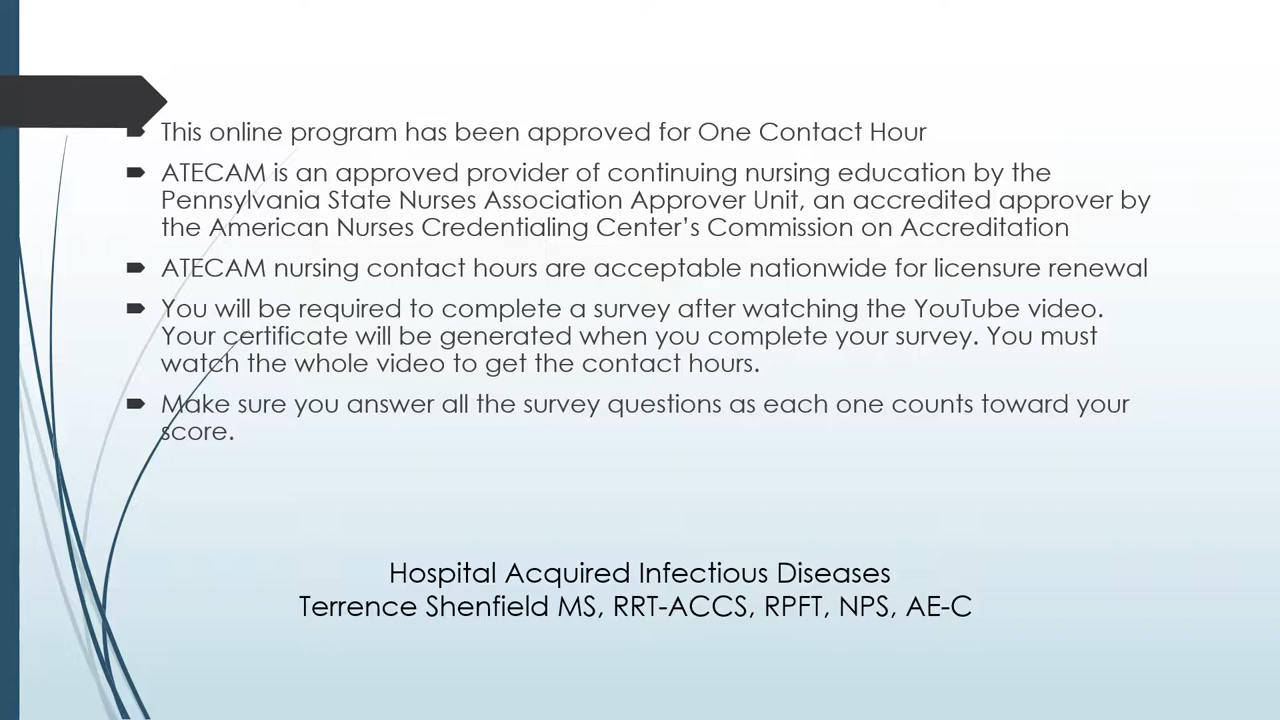 This online program has been approved for One Contact Hour
ATECAM is an approved provider of continuing nursing education by the
Pennsylvania State Nurses Association Approver Unit, an accredited approver by
the American Nurses Credentialing Center’s Commission on Accreditation
ATECAM nursing contact hours are acceptable nationwide for licensure renewal
You will be required to complete a survey after watching the YouTube video.
Your certificate will be generated when you complete your survey. You must
watch the whole video to get the contact hours.
Make sure you answer all the survey questions as each one counts toward your
score.
Hospital Acquired Infectious Diseases
Terrence Shenfield MS, RRT-ACCS, RPFT, NPS, AE-C